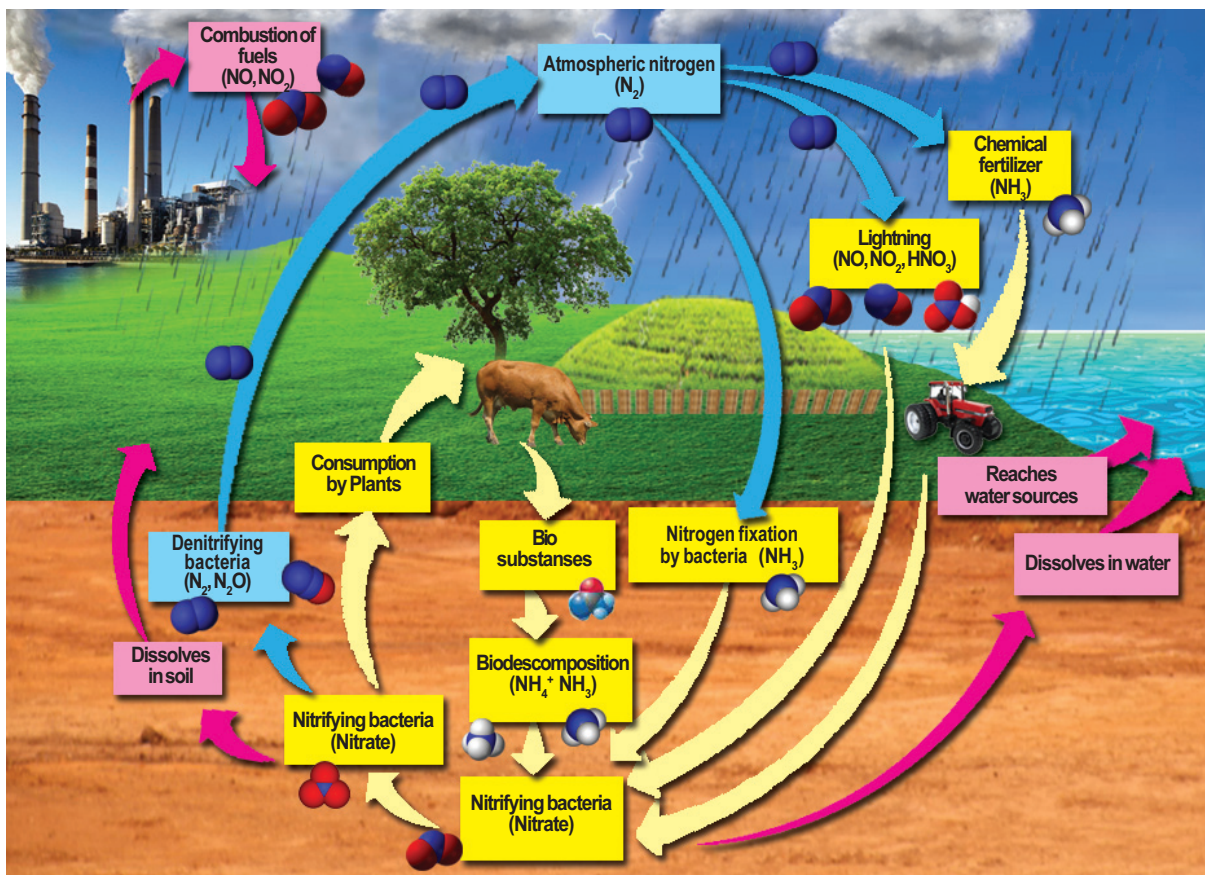 Combustion of
fuels
(NO, NO₂)
Atmospheric nitrogen
(N₂)
Chemical
fertilizer
(NH₃)
Lightning
(NO, NO₂, HNO₃)
Consumption
by Plants
Reaches
water sources
Denitrifying
bacteria
(N₂, N₂O)
Bio
substanses
Nitrogen fixation
by bacteria (NH₃)
Dissolves in water
Dissolves
in soil
Biodescomposition
(NH₄⁺ NH₃)
Nitrifying bacteria
(Nitrate)
Nitrifying bacteria
(Nitrate)